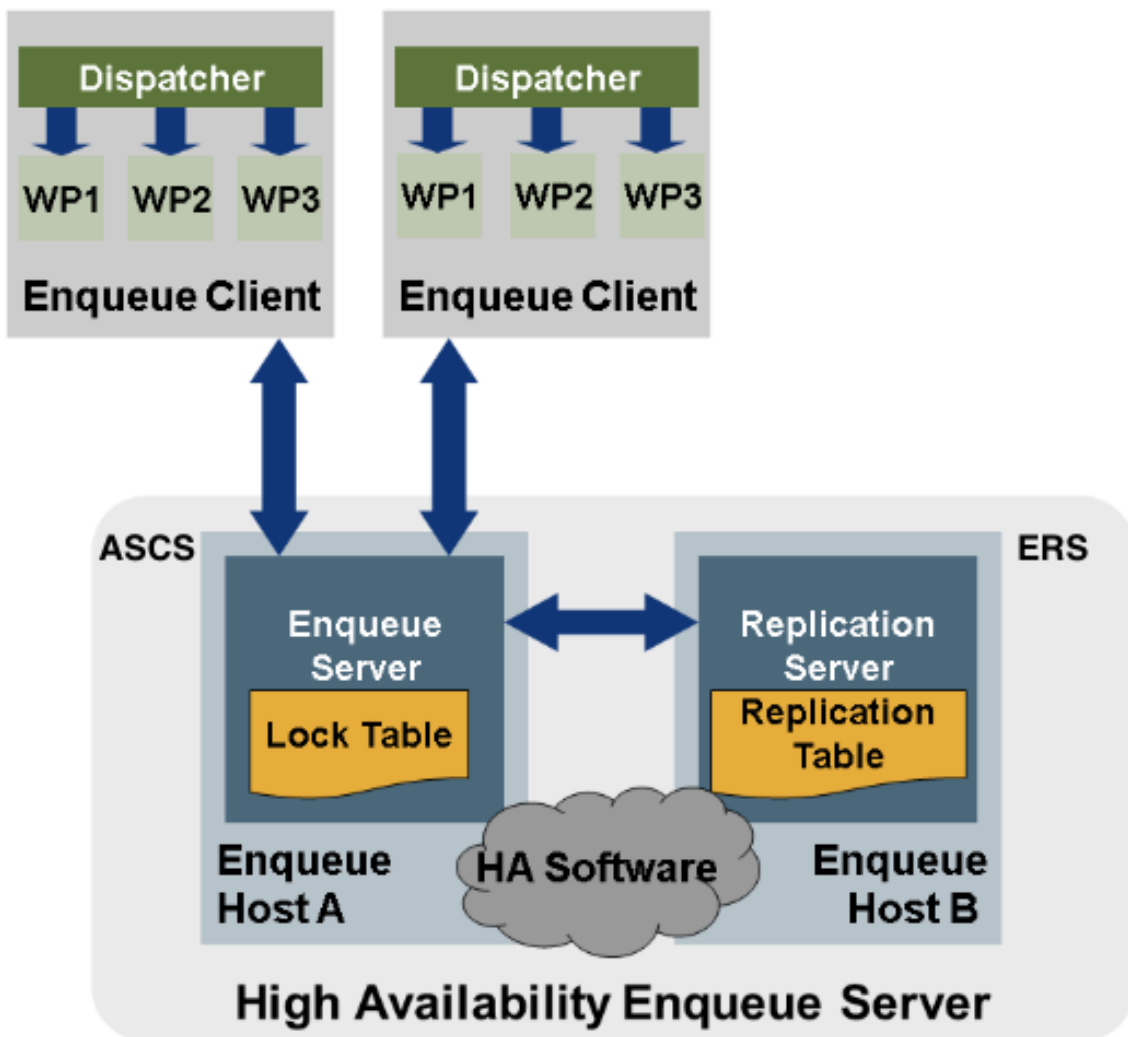 Dispatcher
WP1 WP2 WP3
Enqueue Client
Dispatcher
WP1 WP2 WP3
Enqueue Client
ASCS
ERS
Enqueue
Server
Lock Table
Replication
Server
Replication
Table
HA Software
Enqueue
Host A
Enqueue
Host B
High Availability Enqueue Server